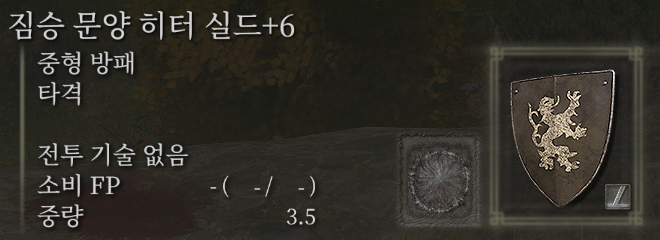 짐승 문양 히터 실드+6
중형 방패
타격
전투 기술 없음
소비 FP -( -/ -)
중량 3.5